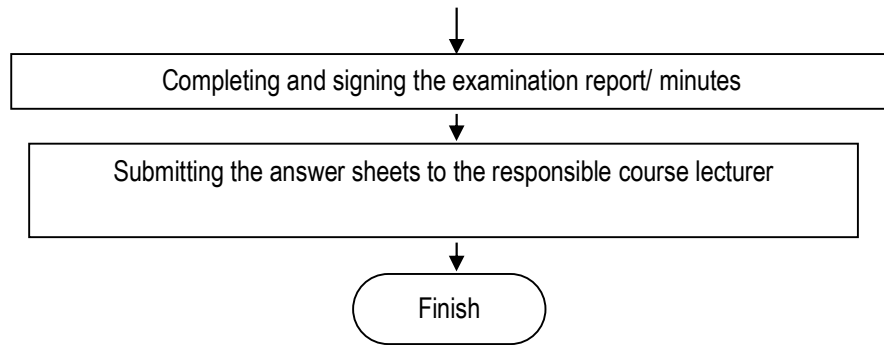 Completing and signing the examination report/ minutes
Submitting the answer sheets to the responsible course lecturer
Finish